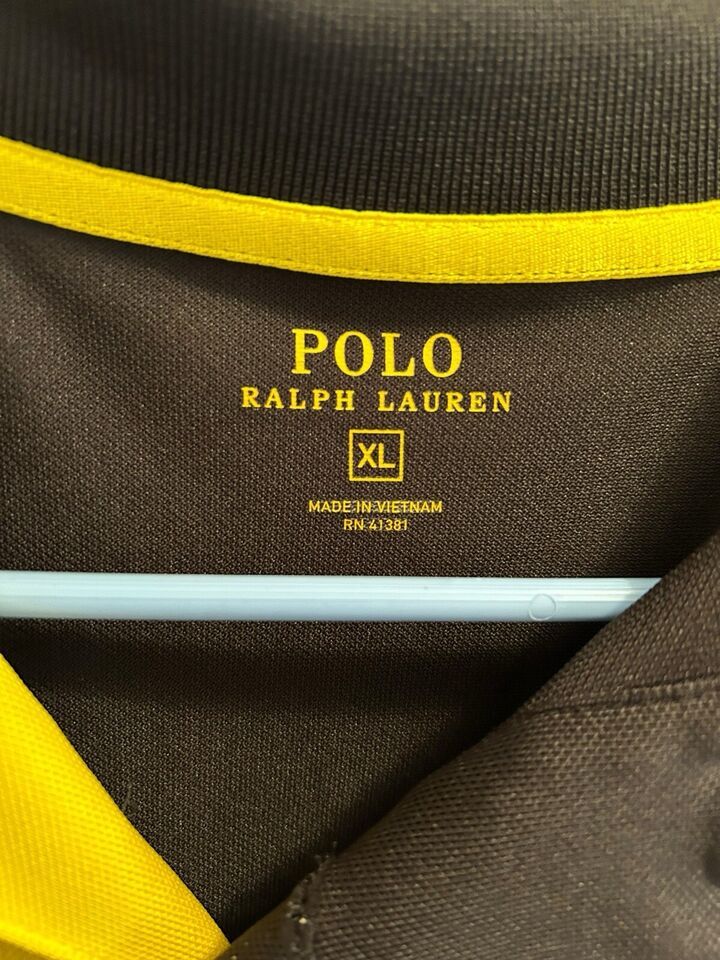 POLO
RALPH LAUREN
XL
MADE IN VIETNAM
RN 41381